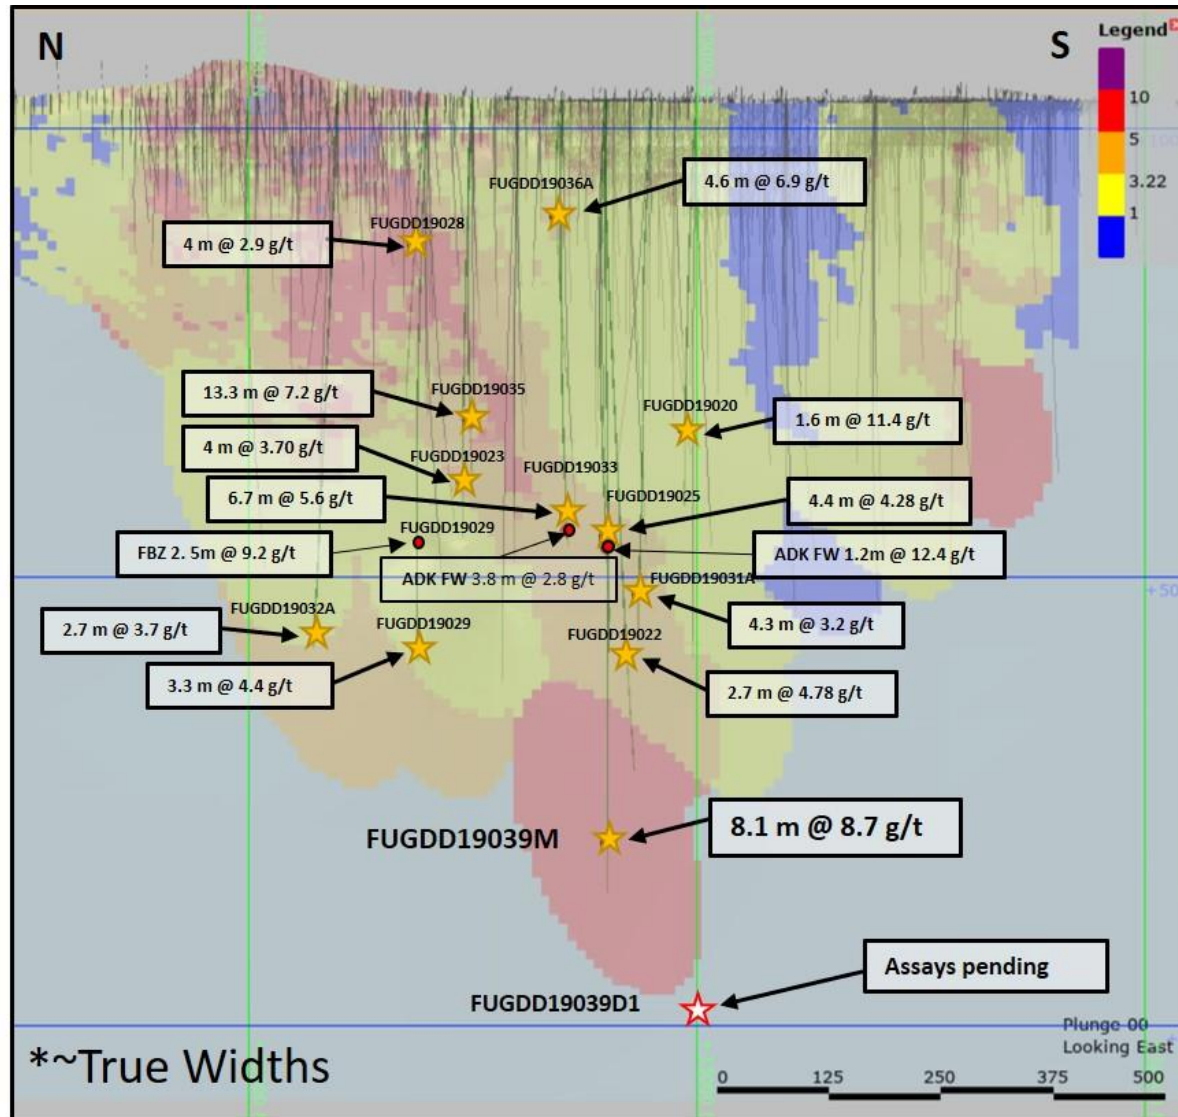 N
S
Legend
10
5
3.22
1
FUGDD19036A
4.6 m @ 6.9 g/t
FUGDD19028
4 m @ 2.9 g/t
13.3 m @ 7.2 g/t
FUGDD19035
FUGDD19020
1.6 m @ 11.4 g/t
4 m @ 3.70 g/t
FUGDD19023
FUGDD19033
6.7 m @ 5.6 g/t
FUGDD19025
4.4 m @ 4.28 g/t
FUGDD19029
FBZ 2. 5m @ 9.2 g/t
ADK FW 3.8 m @ 2.8 g/t
ADK FW 1.2m @ 12.4 g/t
FUGDD19031A
FUGDD19032A
2.7 m @ 3.7 g/t
FUGDD19029
FUGDD19022
4.3 m @ 3.2 g/t
3.3 m @ 4.4 g/t
2.7 m @ 4.78 g/t
FUGDD19039M
8.1 m @ 8.7 g/t
Assays pending
FUGDD19039D1
Plunge 00
Looking East
*~True Widths
0 125 250 375 500